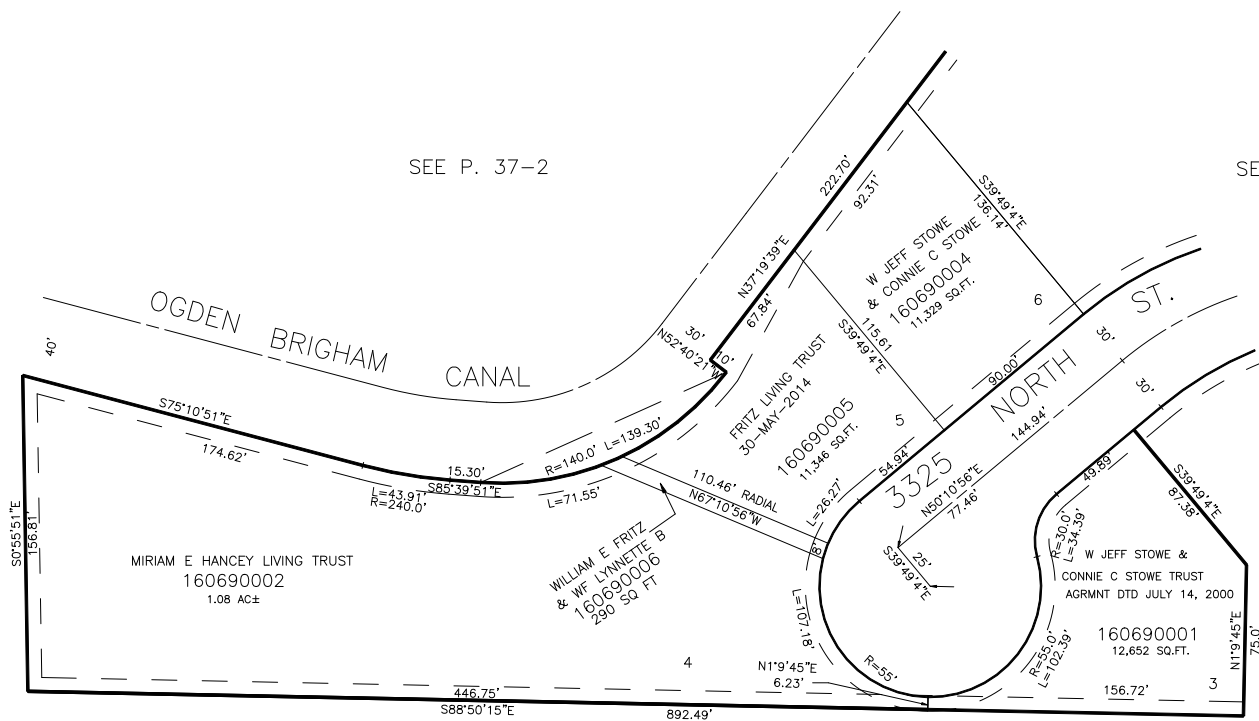 SEE P. 37-2
SE
222.70'
92.31'
S39°49'4"E
136.14'
W JEFF STOWE
& CONNIE C STOWE
160690004
11,329 SQ.FT.
6
ST.
OGDEN BRIGHAM CANAL
40'
N37°19'39"E
67.84'
30'
10'
N52°40'21"W
115.61
S39°49'4"E
90.00'
NORTH
30'
30'
144.94'
S75°10'51"E
174.62'
15.30'
S85°39'51"E
L=43.91'
R=240.0'
R=140.0'
L=139.30'
L=71.55'
FRITZ LIVING TRUST
30-MAY-2014
160690005
11,346 SQ.FT.
5
54.94'
3325
N50°10'56"E
77.46'
110.46' RADIAL
N67°10'56"W
L=26.27'
8'
49.89'
S39°49'4"E
87.38'
S0°55'51"E
156.81'
MIRIAM E HANCEY LIVING TRUST
160690002
1.08 AC±
WILLIAM E FRITZ
& WF LYNNETTE B
160690006
290 SQ FT
25'
S39°49'4"E
R=30.0'
L=34.39'
W JEFF STOWE &
CONNIE C STOWE TRUST
AGRMNT DTD JULY 14, 2000
160690001
12,652 SQ.FT.
N1°9'45"E
75.0'
L=107.18'
R=55'
R=55.0'
L=102.39'
4
N1°9'45"E
6.23'
156.72'
3
446.75'
S88°50'15"E
892.49'